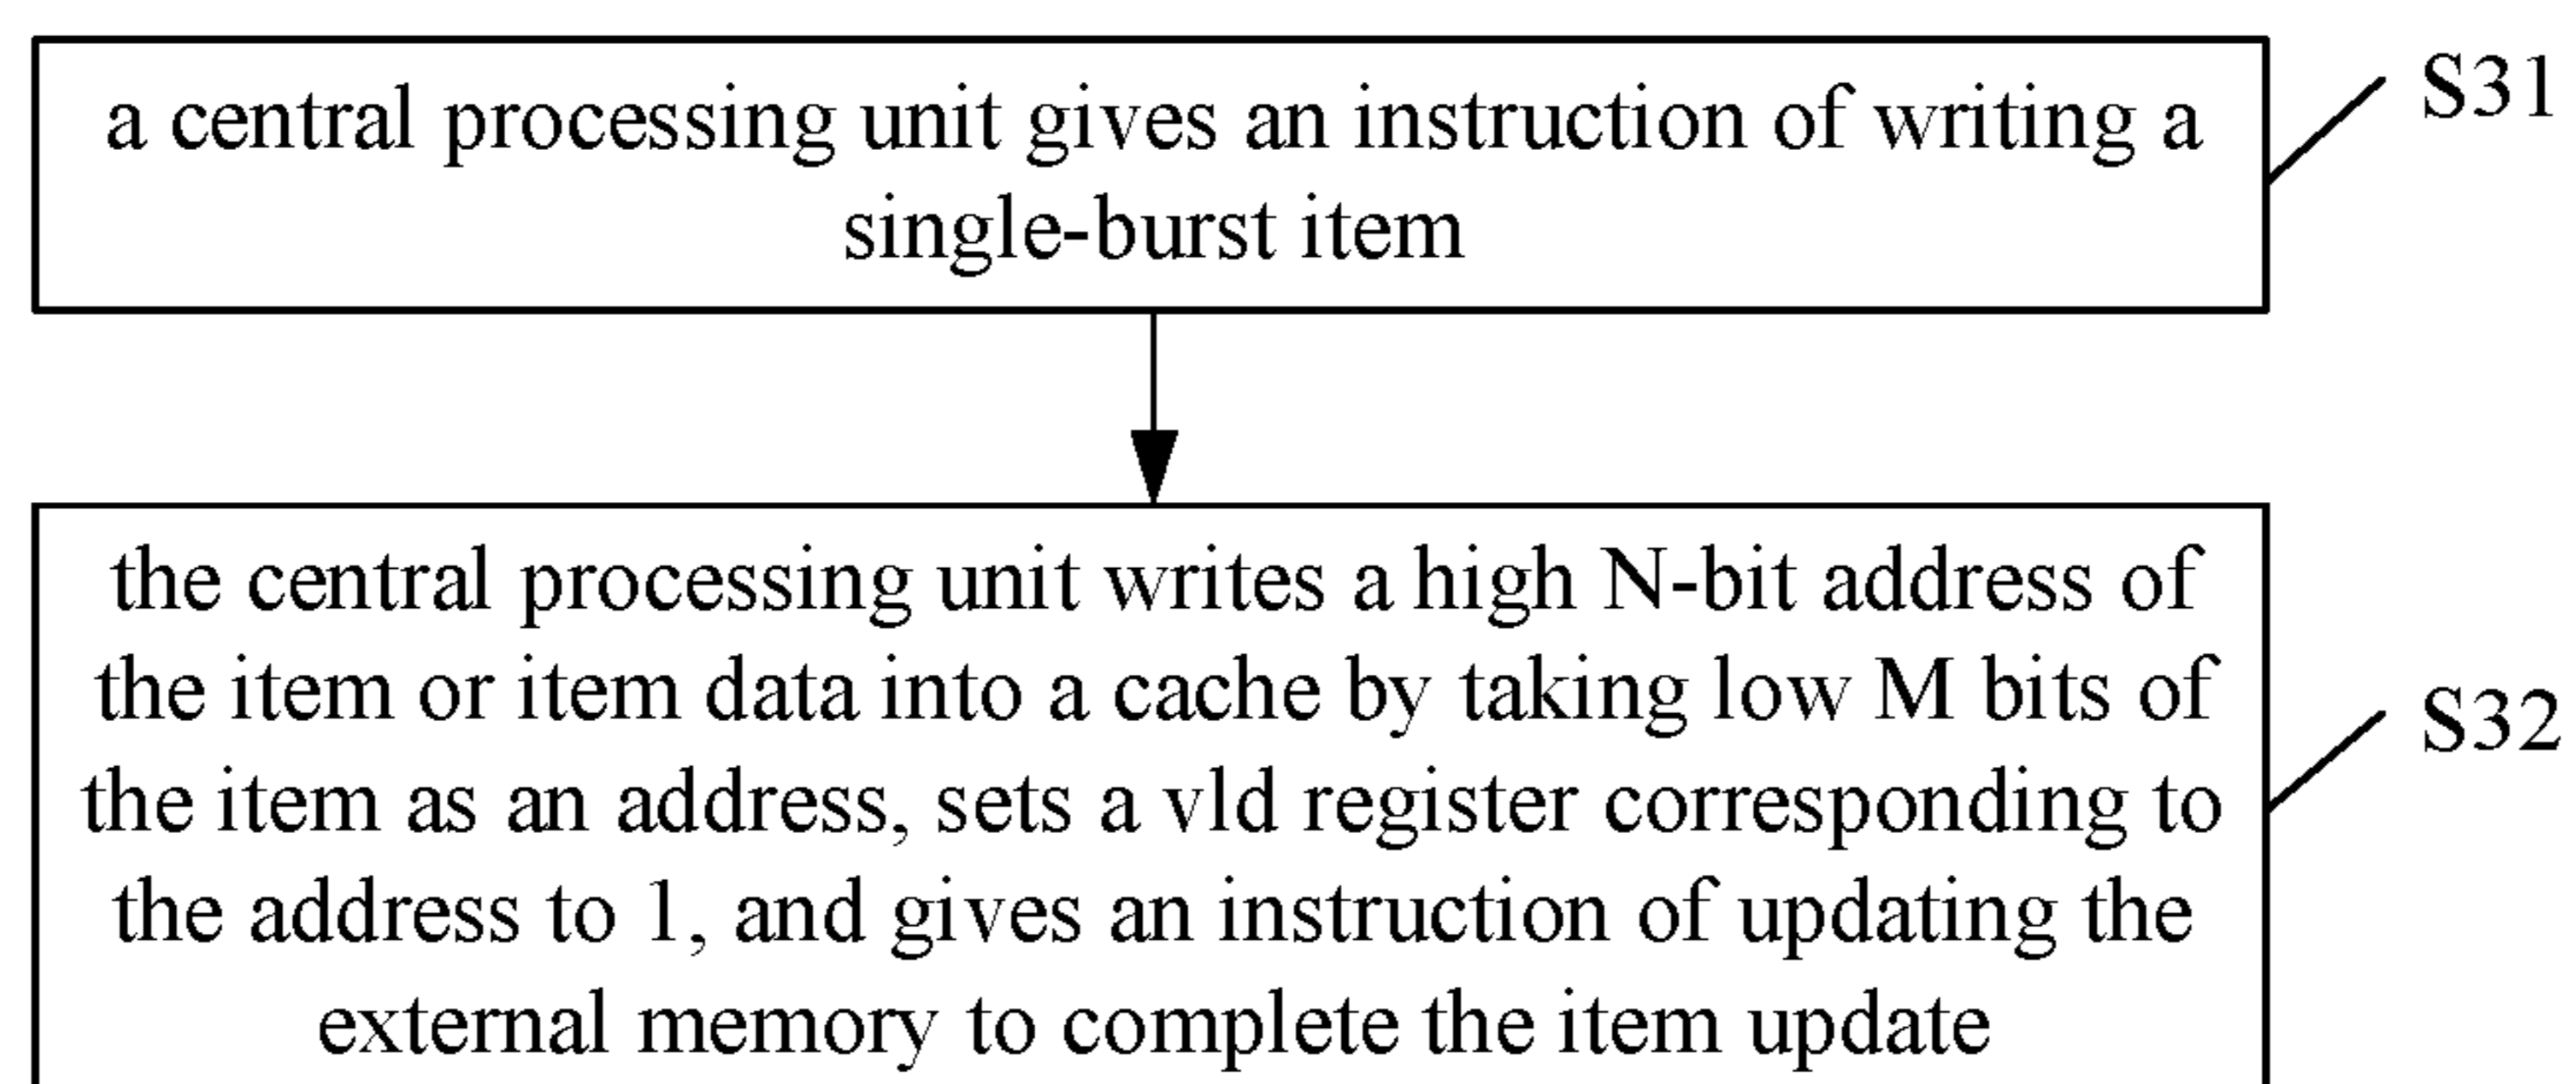 a central processing unit gives an instruction of writing a
single-burst item
S31
the central processing unit writes a high N-bit address of
the item or item data into a cache by taking low M bits of
the item as an address, sets a vld register corresponding to
the address to 1, and gives an instruction of updating the
external memory to complete the item update
S32